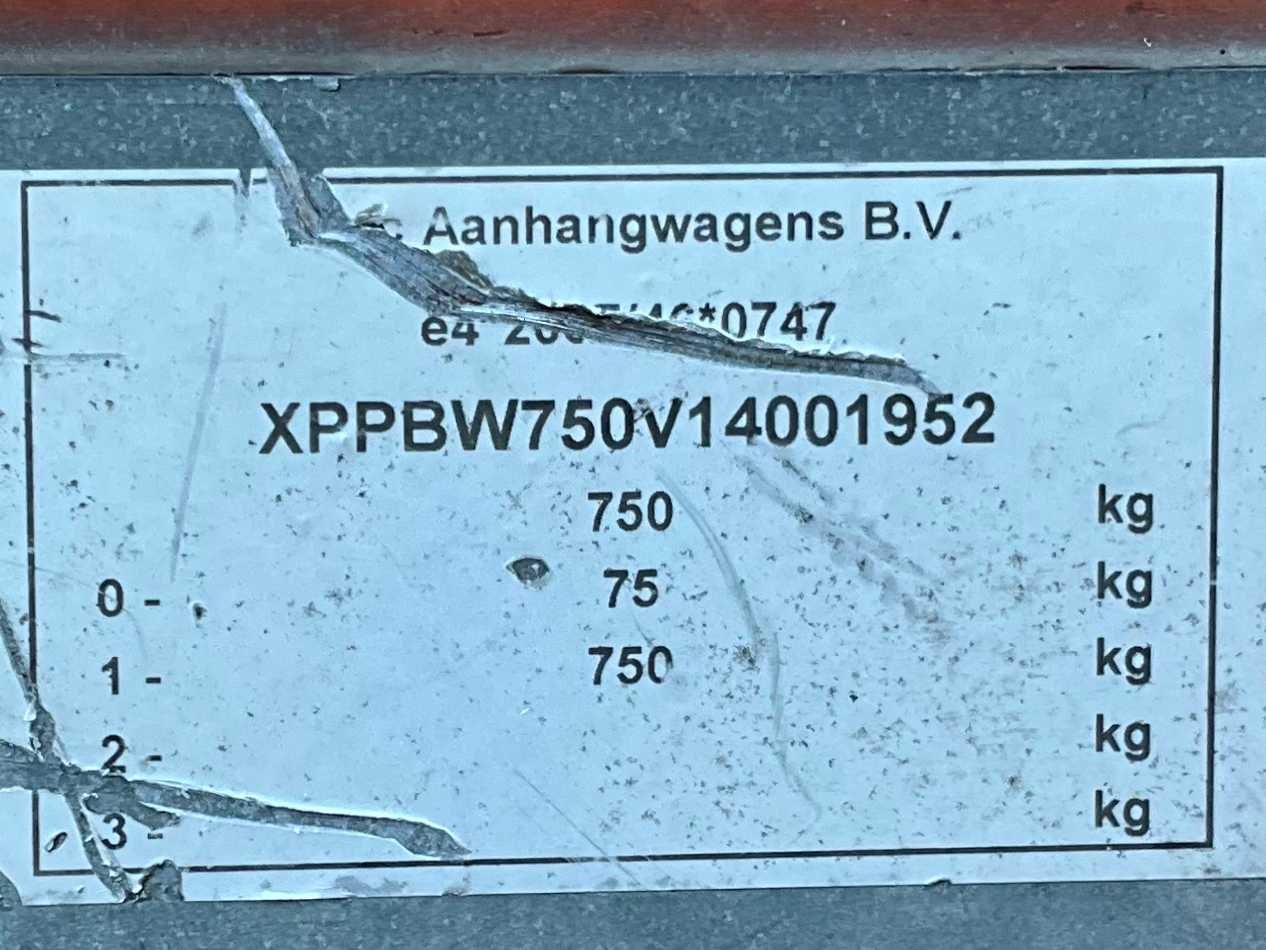 Aanhangwagens B.V.
e4 *0747
XPPBW750V14001952
750 kg
0 - 75 kg
1 - 750 kg
2 - kg
3 - kg